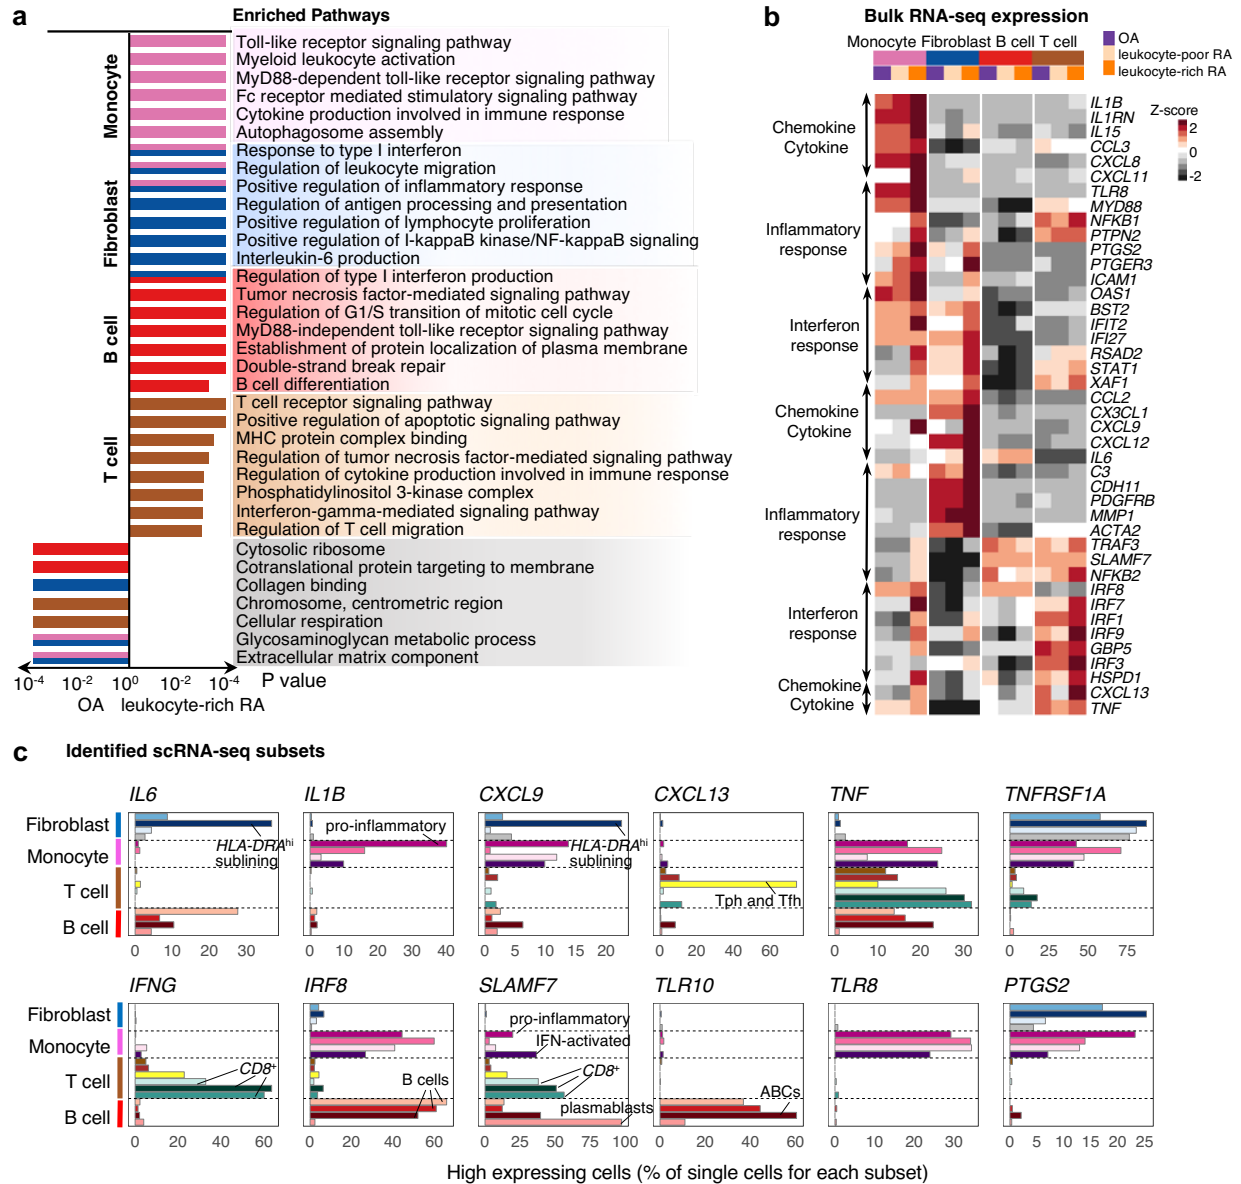 a
Enriched Pathways
Monocyte
Toll-like receptor signaling pathway
Myeloid leukocyte activation
MyD88-dependent toll-like receptor signaling pathway
Fc receptor mediated stimulatory signaling pathway
Cytokine production involved in immune response
Autophagosome assembly
Fibroblast
Response to type I interferon
Regulation of leukocyte migration
Positive regulation of inflammatory response
Regulation of antigen processing and presentation
Positive regulation of lymphocyte proliferation
Positive regulation of I-kappaB kinase/NF-kappaB signaling
Interleukin-6 production
B cell
Regulation of type I interferon production
Tumor necrosis factor-mediated signaling pathway
Regulation of G1/S transition of mitotic cell cycle
MyD88-independent toll-like receptor signaling pathway
Establishment of protein localization of plasma membrane
Double-strand break repair
B cell differentiation
T cell
T cell receptor signaling pathway
Positive regulation of apoptotic signaling pathway
MHC protein complex binding
Regulation of tumor necrosis factor-mediated signaling pathway
Regulation of cytokine production involved in immune response
Phosphatidylinositol 3-kinase complex
Interferon-gamma-mediated signaling pathway
Regulation of T cell migration
Cytosolic ribosome
Cotranslational protein targeting to membrane
Collagen binding
Chromosome, centrometric region
Cellular respiration
Glycosaminoglycan metabolic process
Extracellular matrix component
10-4 10-2 100 10-2 10-4 P value
OA leukocyte-rich RA
b
Bulk RNA-seq expression
Monocyte Fibroblast B cell T cell
OA
leukocyte-poor RA
leukocyte-rich RA
Z-score
2
0
-2
Chemokine
Cytokine
IL1B
IL1RN
IL15
CCL3
CXCL8
CXCL11
Inflammatory
response
TLR8
MYD88
NFKB1
PTPN2
PTGS2
PTGER3
ICAM1
Interferon
response
OAS1
BST2
IFIT2
IFI27
RSAD2
STAT1
XAF1
Chemokine
Cytokine
CCL2
CX3CL1
CXCL9
CXCL12
IL6
Inflammatory
response
C3
CDH11
PDGFRB
MMP1
ACTA2
TRAF3
SLAMF7
NFKB2
Interferon
response
IRF8
IRF7
IRF1
IRF9
GBP5
IRF3
HSPD1
Chemokine
Cytokine
CXCL13
TNF
c
Identified scRNA-seq subsets
Fibroblast
Monocyte
T cell
B cell
IL6
HLA-DRAhi
sublining
0 10 30
IL1B
pro-inflammatory
0 10 20 30 40
CXCL9
HLA-DRAhi
sublining
0 5 10 15 20
CXCL13
Tph and Tfh
0 20 40 60
TNF
0 10 20 30
TNFRSF1A
0 25 50 75
Fibroblast
Monocyte
T cell
B cell
IFNG
CD8+
0 20 40 60
IRF8
B cells
0 20 40 60
SLAMF7
pro-inflammatory
IFN-activated
CD8+
plasmablasts
0 25 50 75 100
TLR10
ABCs
0 20 40 60
TLR8
0 10 20 30
PTGS2
0 5 10 15 20 25
High expressing cells (% of single cells for each subset)